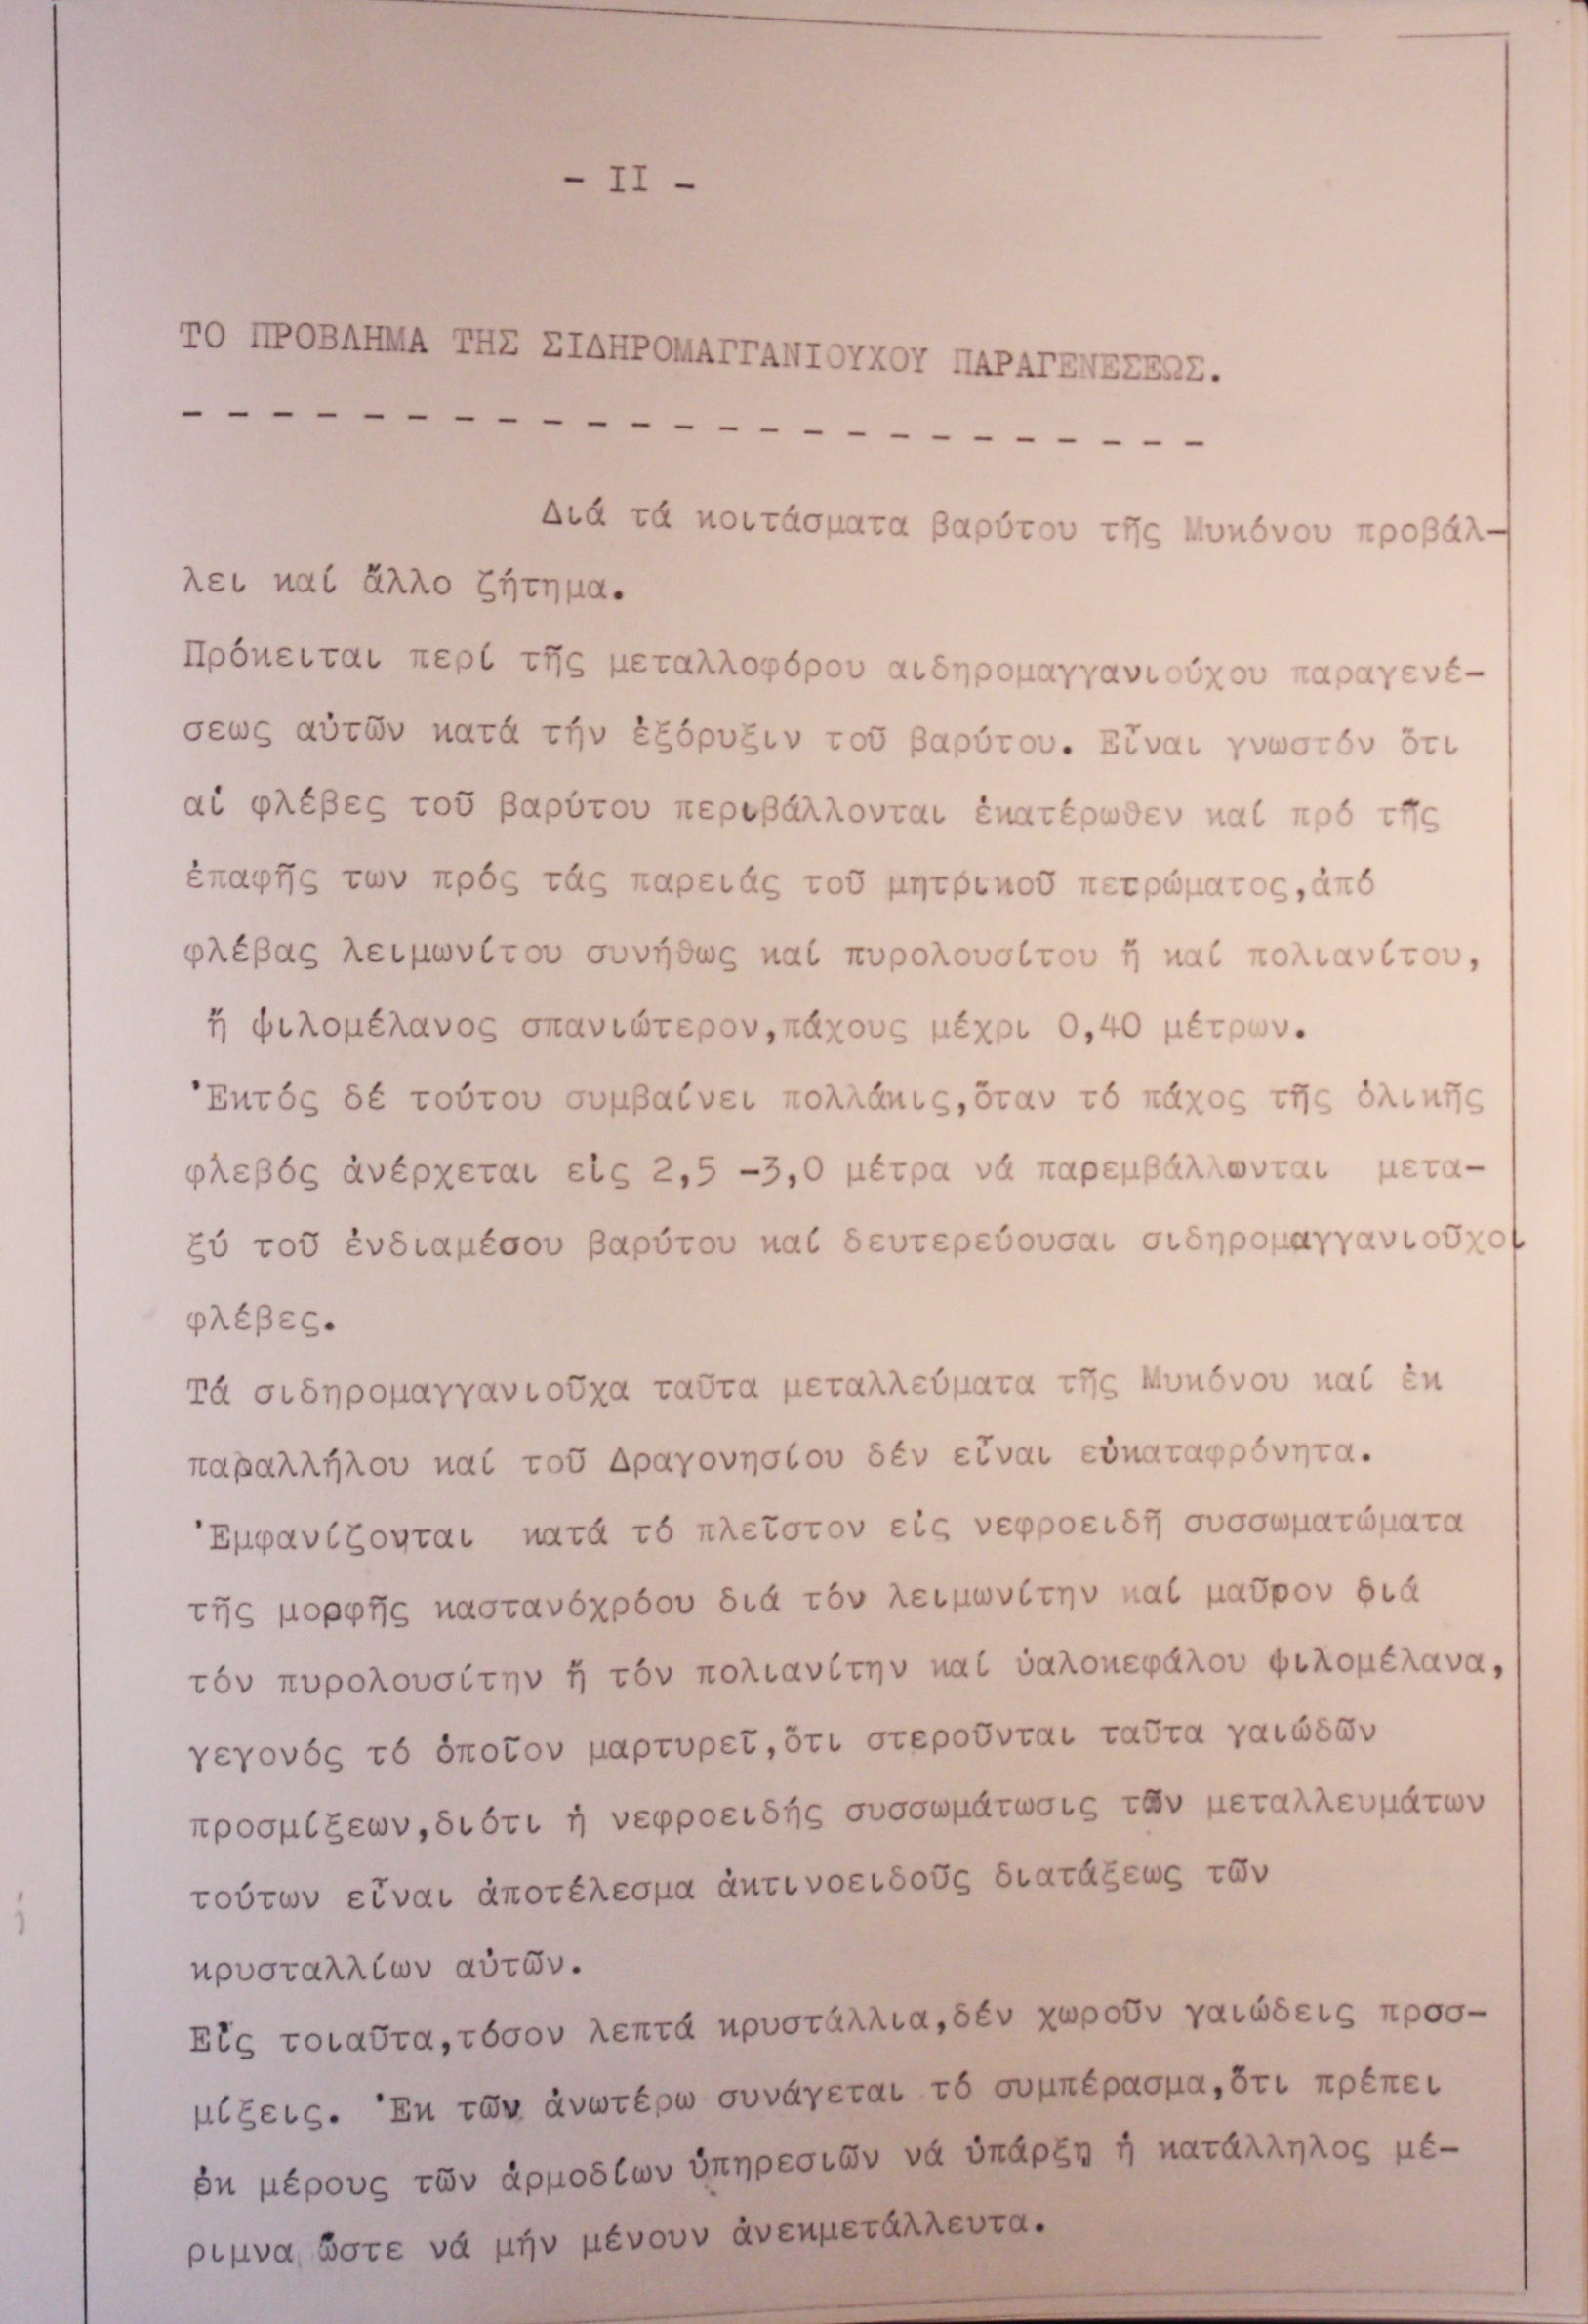 - II -
ΤΟ ΠΡΟΒΛΗΜΑ ΤΗΣ ΣΙΔΗΡΟΜΑΓΓΑΝΙΟΥΧΟΥ ΠΑΡΑΓΕΝΕΣΕΩΣ.
- - - - - - - - - - - - - - - - - - - - - - - -
Διά τά κοιτάσματα βαρύτου τῆς Μυκόνου προβάλ-
λει καί ἄλλο ζήτημα.
Πρόκειται περί τῆς μεταλλοφόρου αιδηρομαγγανιούχου παραγενέ-
σεως αὐτῶν κατά τήν ἐξόρυξιν τοῦ βαρύτου. Εἶναι γνωστόν ὅτι
αἱ φλέβες τοῦ βαρύτου περιβάλλονται ἑκατέρωθεν καί πρό τῆς
ἐπαφῆς των πρός τάς παρειάς τοῦ μητρικοῦ πετρώματος,ἀπό
φλέβας λειμωνίτου συνήθως καί πυρολουσίτου ἤ καί πολιανίτου,
ἤ ψιλομέλανος σπανιώτερον,πάχους μέχρι 0,40 μέτρων.
Ἐκτός δέ τούτου συμβαίνει πολλάκις,ὅταν τό πάχος τῆς ὁλικῆς
φλεβός ἀνέρχεται εἰς 2,5 -3,0 μέτρα νά παρεμβάλλωνται μετα-
ξύ τοῦ ἐνδιαμέσου βαρύτου καί δευτερεύουσαι σιδηρομαγγανιοῦχοι
φλέβες.
Τά σιδηρομαγγανιοῦχα ταῦτα μεταλλεύματα τῆς Μυκόνου καί ἐκ
παραλλήλου καί τοῦ Δραγονησίου δέν εἶναι εὐκαταφρόνητα.
Ἐμφανίζονται κατά τό πλεῖστον εἰς νεφροειδῆ συσσωματώματα
τῆς μορφῆς καστανόχρόου διά τόν λειμωνίτην καί μαῦρον διά
τόν πυρολουσίτην ἤ τόν πολιανίτην καί ὑαλοκεφάλου ψιλομέλανα,
γεγονός τό ὁποῖον μαρτυρεῖ,ὅτι στεροῦνται ταῦτα γαιώδῶν
προσμίξεων,διότι ἡ νεφροειδής συσσωμάτωσις τῶν μεταλλευμάτων
τούτων εἶναι ἀποτέλεσμα ἀκτινοειδοῦς διατάξεως τῶν
κρυσταλλίων αὐτῶν.
Εἰς τοιαῦτα,τόσον λεπτά κρυστάλλια,δέν χωροῦν γαιώδεις προσ-
μίξεις. Ἐκ τῶν ἀνωτέρω συνάγεται τό συμπέρασμα,ὅτι πρέπει
ἐκ μέρους τῶν ἁρμοδίων ὑπηρεσιῶν νά ὑπάρξῃ ἡ κατάλληλος μέ-
ριμνα ὥστε νά μήν μένουν ἀνεκμετάλλευτα.